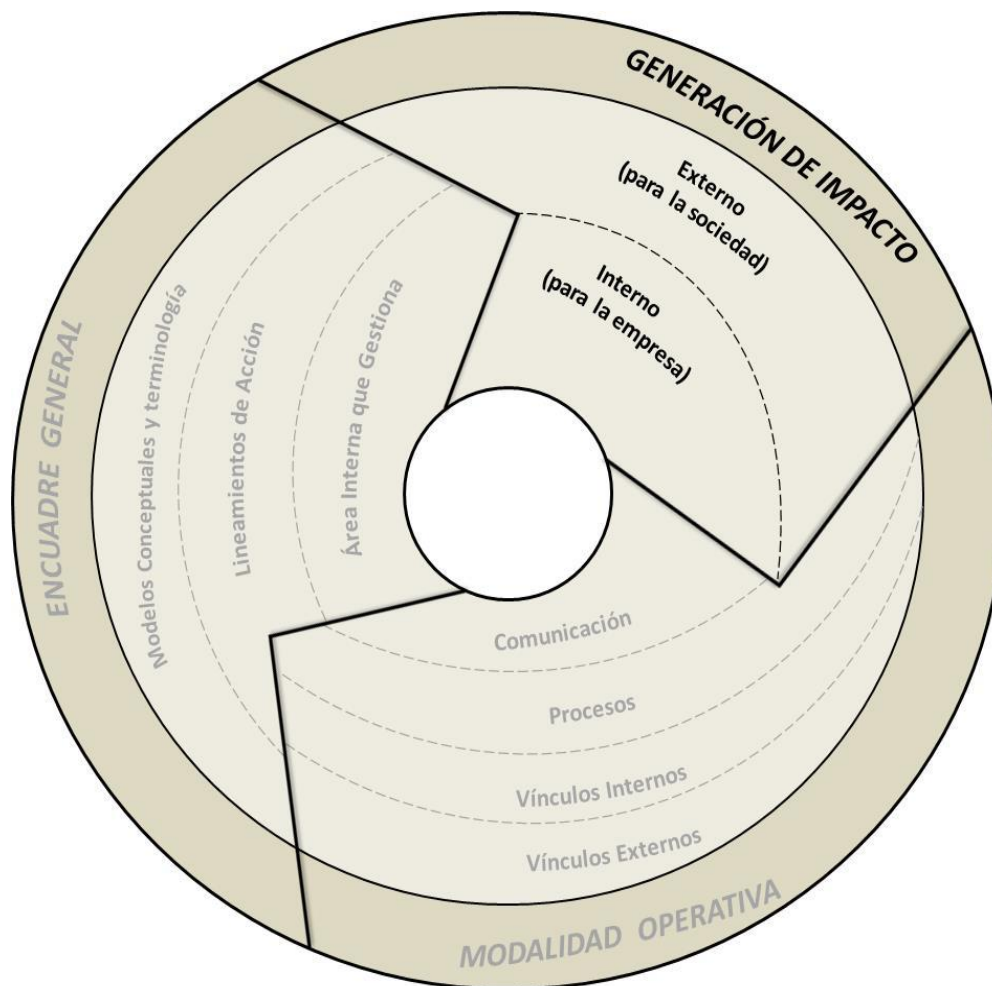 GENERACIÓN DE IMPACTO
Externo
(para la sociedad)
Interno
(para la empresa)
ENCUADRE GENERAL
Modelos Conceptuales y terminología
Lineamientos de Acción
Área Interna que Gestiona
Comunicación
Procesos
Vínculos Internos
Vínculos Externos
MODALIDAD OPERATIVA